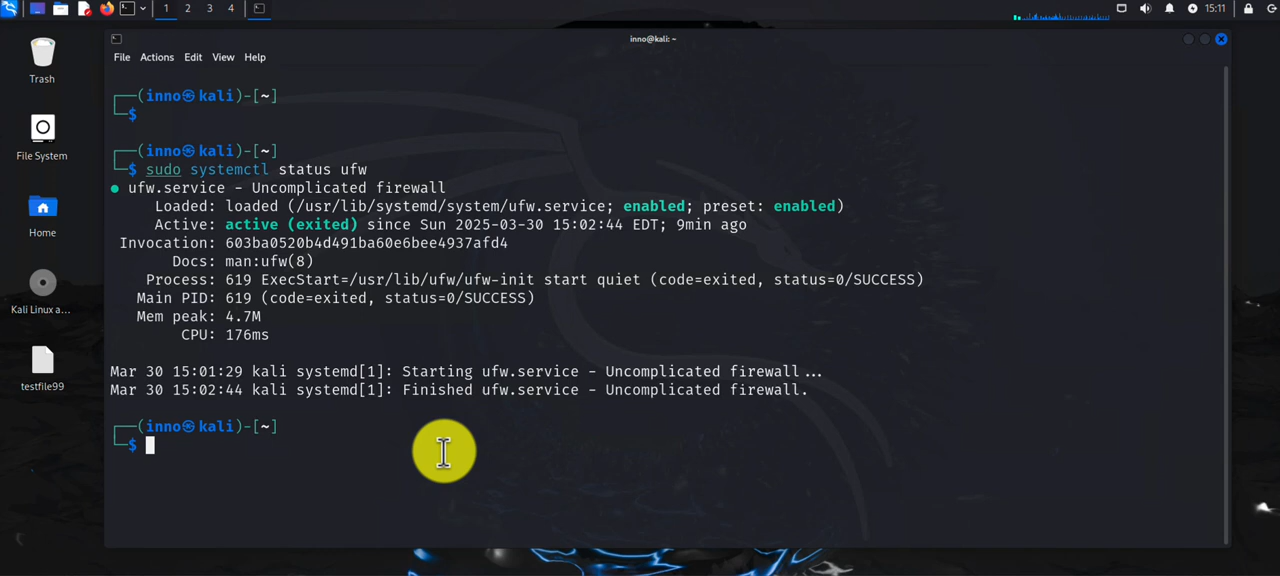 1 2 3 4
15:11
inno@kali: ~
File Actions Edit View Help
Trash
File System
Home
Kali Linux a...
testfile99
┌──(inno㉿kali)-[~]
└─$
┌──(inno㉿kali)-[~]
└─$ sudo systemctl status ufw
● ufw.service - Uncomplicated firewall
Loaded: loaded (/usr/lib/systemd/system/ufw.service; enabled; preset: enabled)
Active: active (exited) since Sun 2025-03-30 15:02:44 EDT; 9min ago
Invocation: 603ba0520b4d491ba60e6bee4937afd4
Docs: man:ufw(8)
Process: 619 ExecStart=/usr/lib/ufw/ufw-init start quiet (code=exited, status=0/SUCCESS)
Main PID: 619 (code=exited, status=0/SUCCESS)
Mem peak: 4.7M
CPU: 176ms
Mar 30 15:01:29 kali systemd[1]: Starting ufw.service - Uncomplicated firewall...
Mar 30 15:02:44 kali systemd[1]: Finished ufw.service - Uncomplicated firewall.
┌──(inno㉿kali)-[~]
└─$